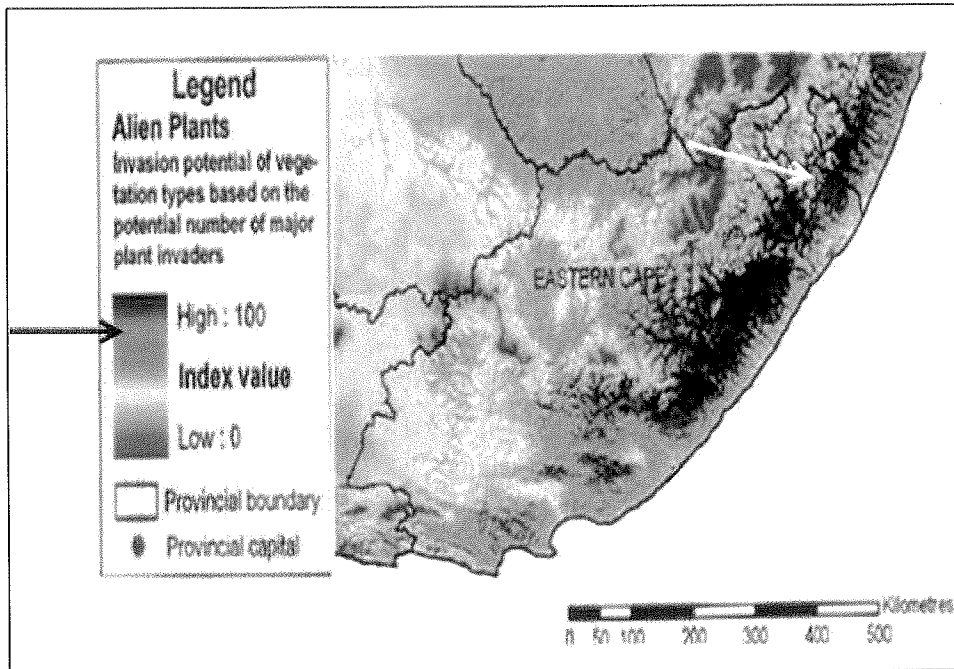 Legend
Alien Plants
Invasion potential of vege-
tation types based on the
potential number of major
plant invaders
High : 100
Index value
Low : 0
Provincial boundary
Provincial capital
EASTERN CAPE
Kilometres
0 50 100 200 300 400 500